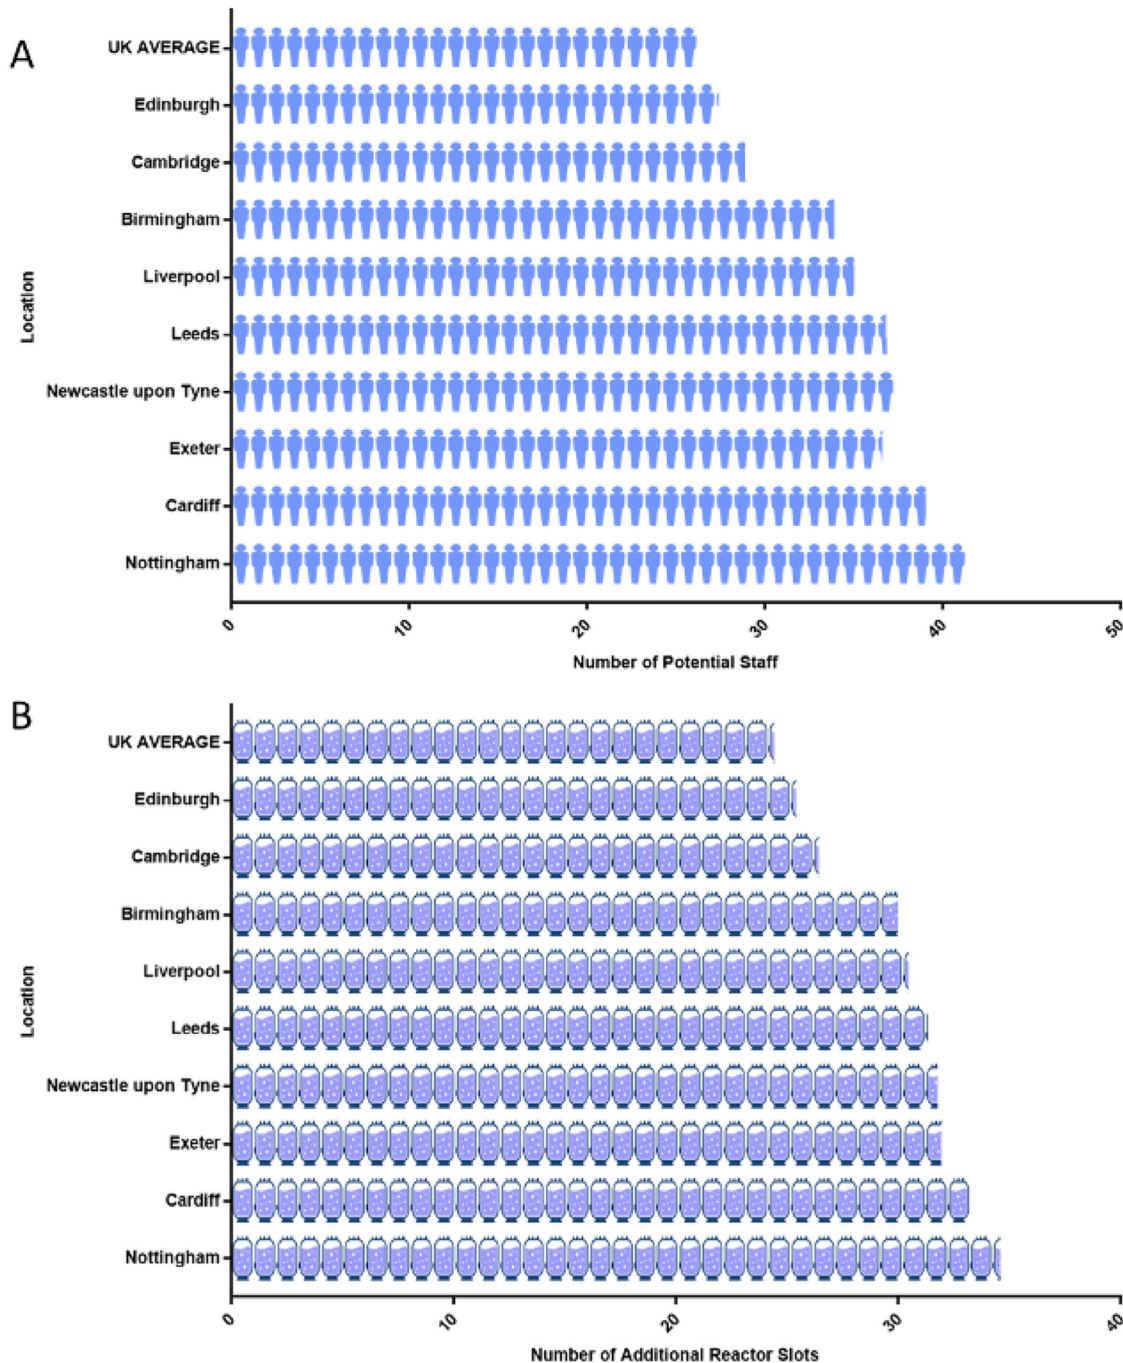 A
UK AVERAGE
Edinburgh
Cambridge
Birmingham
Liverpool
Leeds
Newcastle upon Tyne
Exeter
Cardiff
Nottingham
Location
0 10 20 30 40 50
Number of Potential Staff
B
UK AVERAGE
Edinburgh
Cambridge
Birmingham
Liverpool
Leeds
Newcastle upon Tyne
Exeter
Cardiff
Nottingham
Location
0 10 20 30 40
Number of Additional Reactor Slots